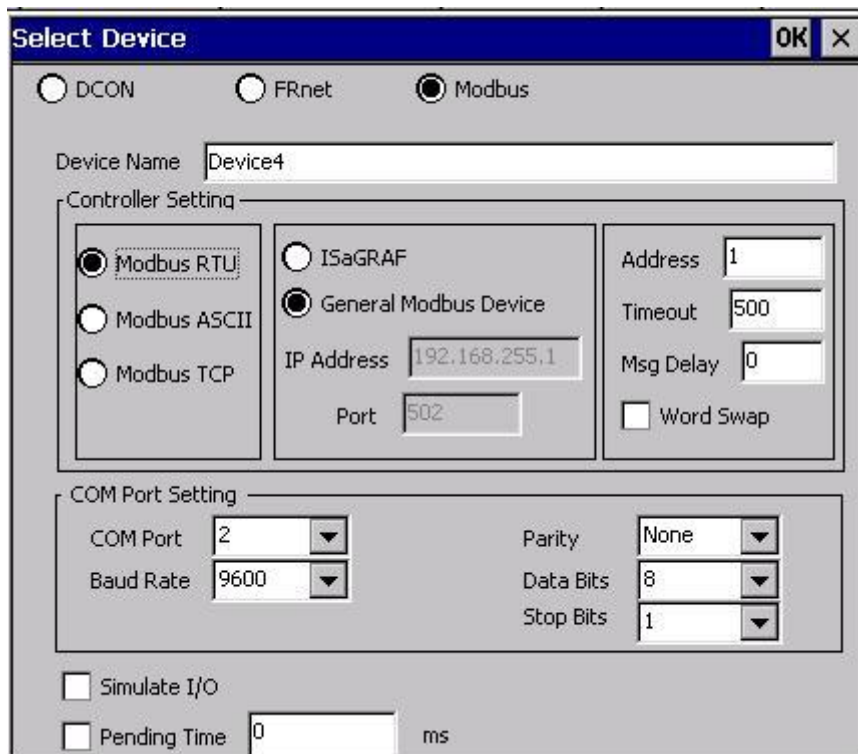 Select Device OK ×
DCON FRnet Modbus
Device Name Device4
Controller Setting
Modbus RTU
Modbus ASCII
Modbus TCP
ISaGRAF
General Modbus Device
IP Address 192.168.255.1
Port 502
Address 1
Timeout 500
Msg Delay 0
Word Swap
COM Port Setting
COM Port 2
Baud Rate 9600
Parity None
Data Bits 8
Stop Bits 1
Simulate I/O
Pending Time 0 ms